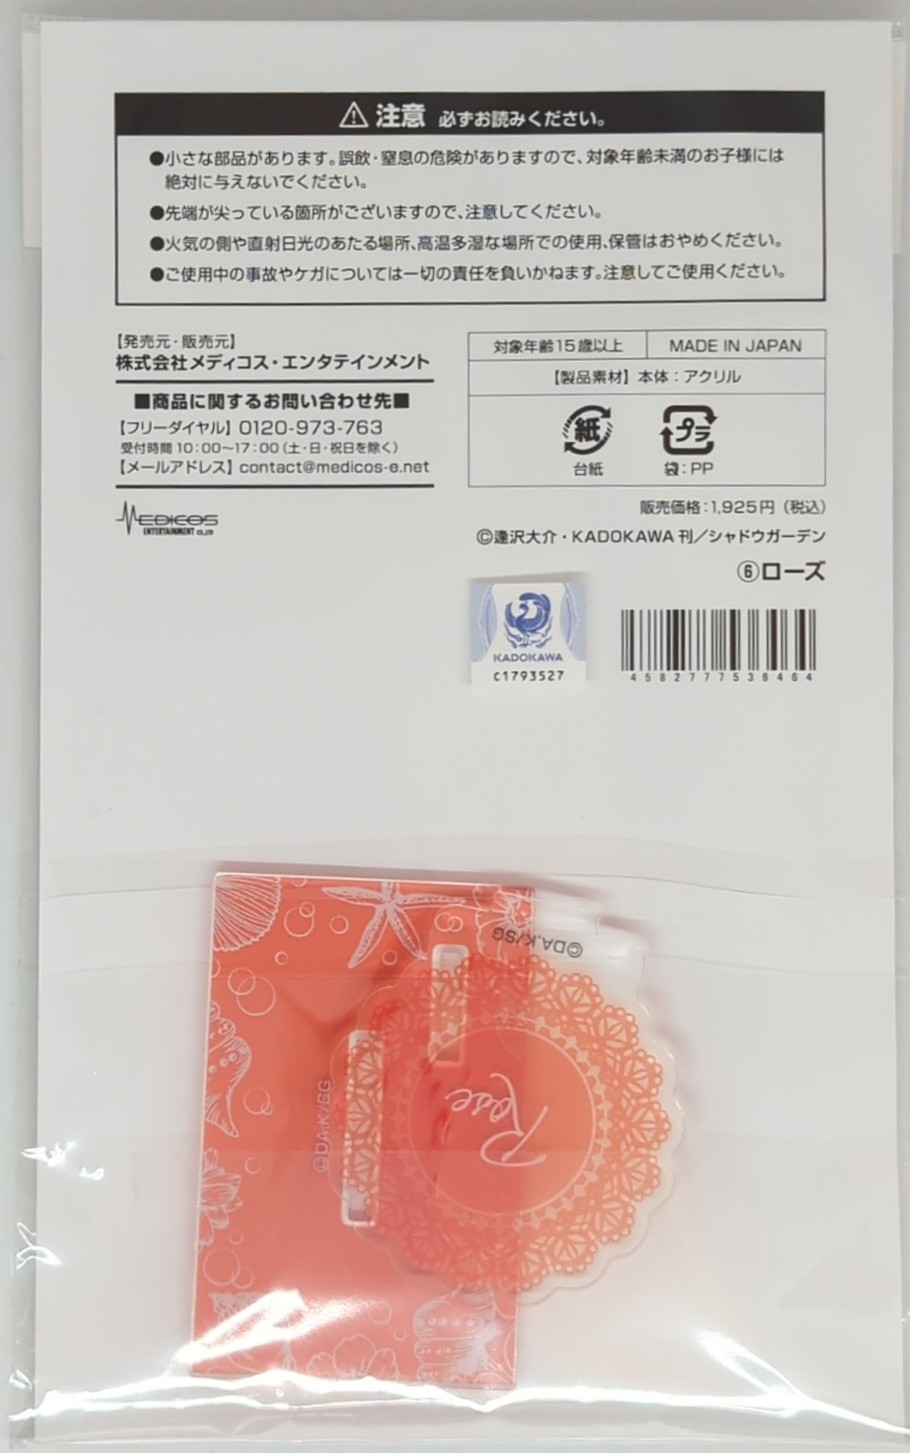 ⚠注意 必ずお読みください。
●小さな部品があります。誤飲・窒息の危険がありますので、対象年齢未満のお子様には
絶対に与えないでください。
●先端が尖っている箇所がございますので、注意してください。
●火気の側や直射日光のあたる場所、高温多湿な場所での使用、保管はおやめください。
●ご使用中の事故やケガについては一切の責任を負いかねます。注意してご使用ください。
【発売元・販売元】
株式会社メディコス・エンタテインメント
■商品に関するお問い合わせ先■
【フリーダイヤル】0120-973-763
受付時間10:00〜17:00（土・日・祝日を除く）
【メールアドレス】contact@medicos-e.net
MEDICOS
ENTERTAINMENT CO.,LTD
対象年齢15歳以上
MADE IN JAPAN
【製品素材】本体：アクリル
紙
台紙
プラ
袋：PP
販売価格：1,925円（税込）
©逢沢大介・KADOKAWA刊／シャドウガーデン
⑥ローズ
KADOKAWA
C1793527
4582777536464
©DA.K/SG
©DA.K/SG
Rose